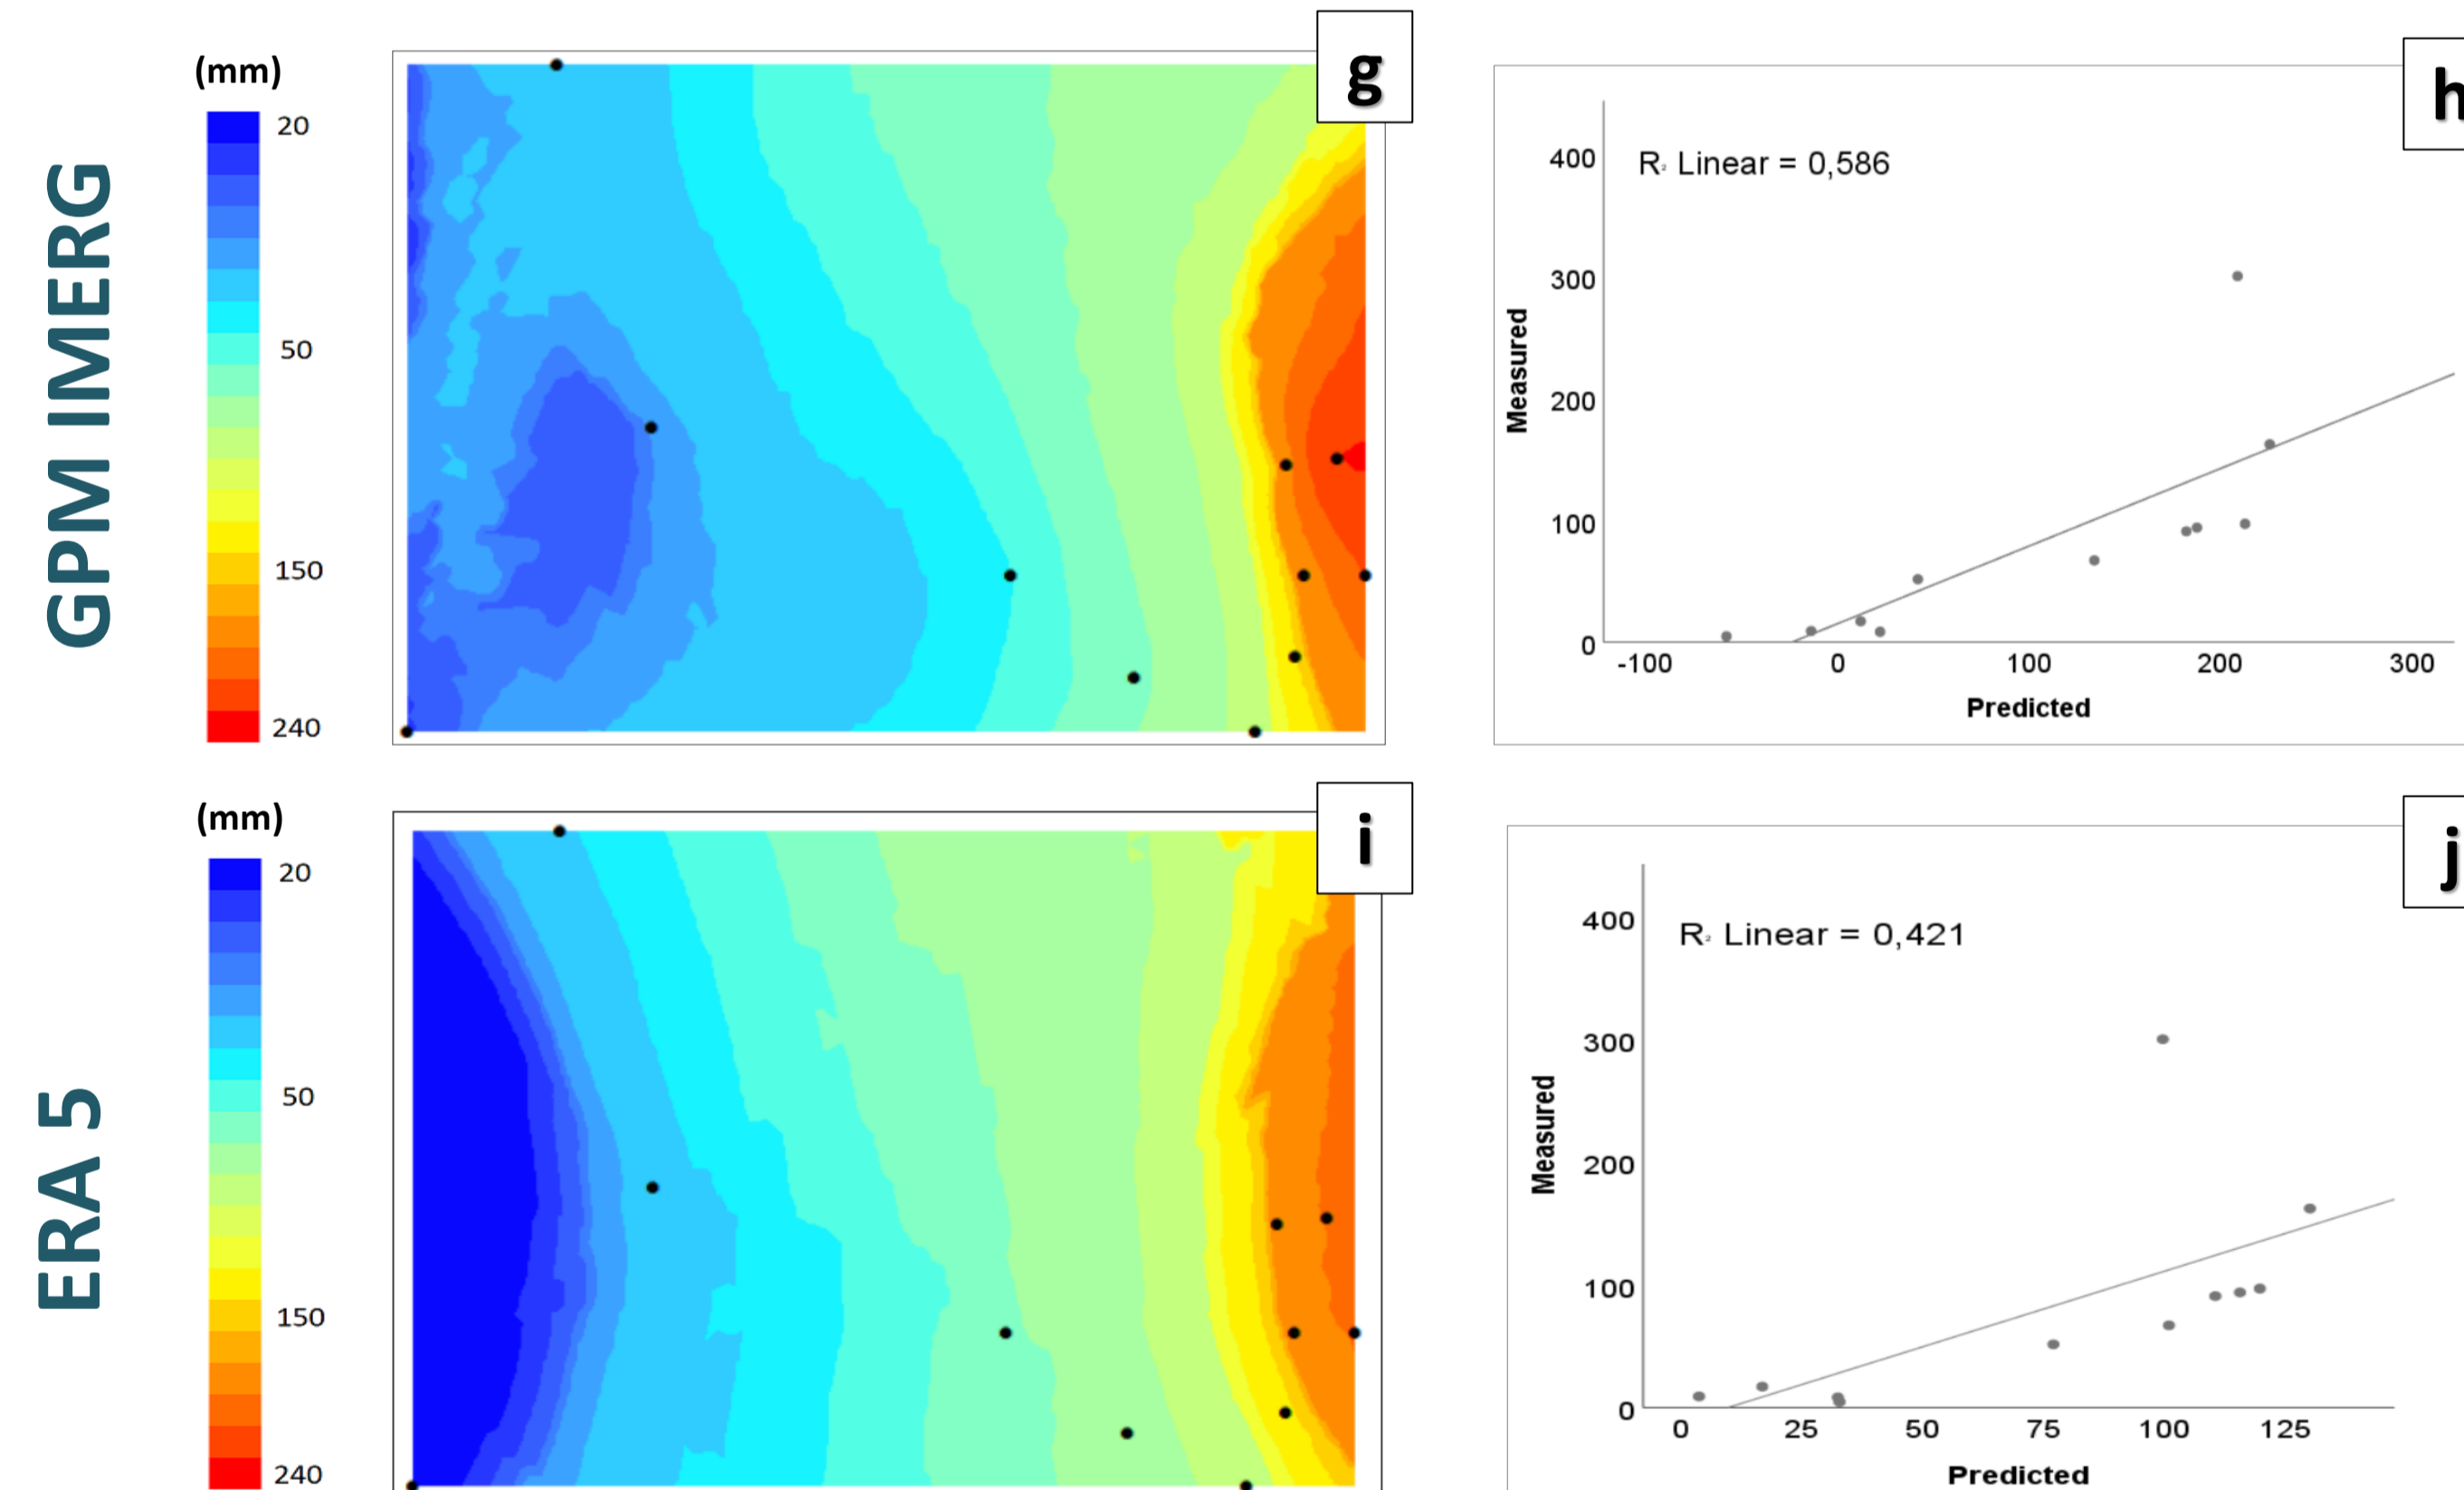 GPM IMERG
(mm)
20
50
150
240
g
h
R2 Linear = 0,586
Measured
400
300
200
100
0
-100 0 100 200 300
Predicted
ERA 5
(mm)
20
50
150
240
i
j
R2 Linear = 0,421
Measured
400
300
200
100
0
0 25 50 75 100 125
Predicted